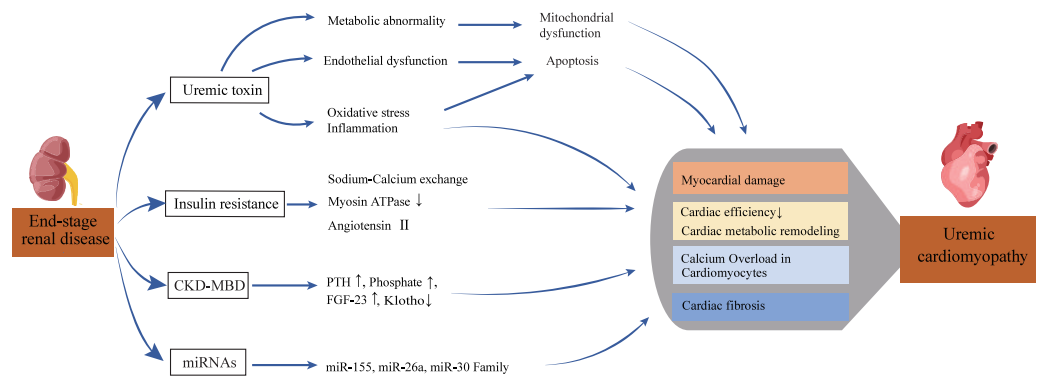 Metabolic abnormality
Mitochondrial
dysfunction
Endothelial dysfunction
Apoptosis
Uremic toxin
Oxidative stress
Inflammation
End-stage
renal disease
Insulin resistance
Sodium-Calcium exchange
Myosin ATPase ↓
Angiotensin II
CKD-MBD
PTH ↑, Phosphate ↑,
FGF-23 ↑, Klotho↓
miRNAs
miR-155, miR-26a, miR-30 Family
Myocardial damage
Cardiac efficiency↓
Cardiac metabolic remodeling
Calcium Overload in
Cardiomyocytes
Cardiac fibrosis
Uremic
cardiomyopathy